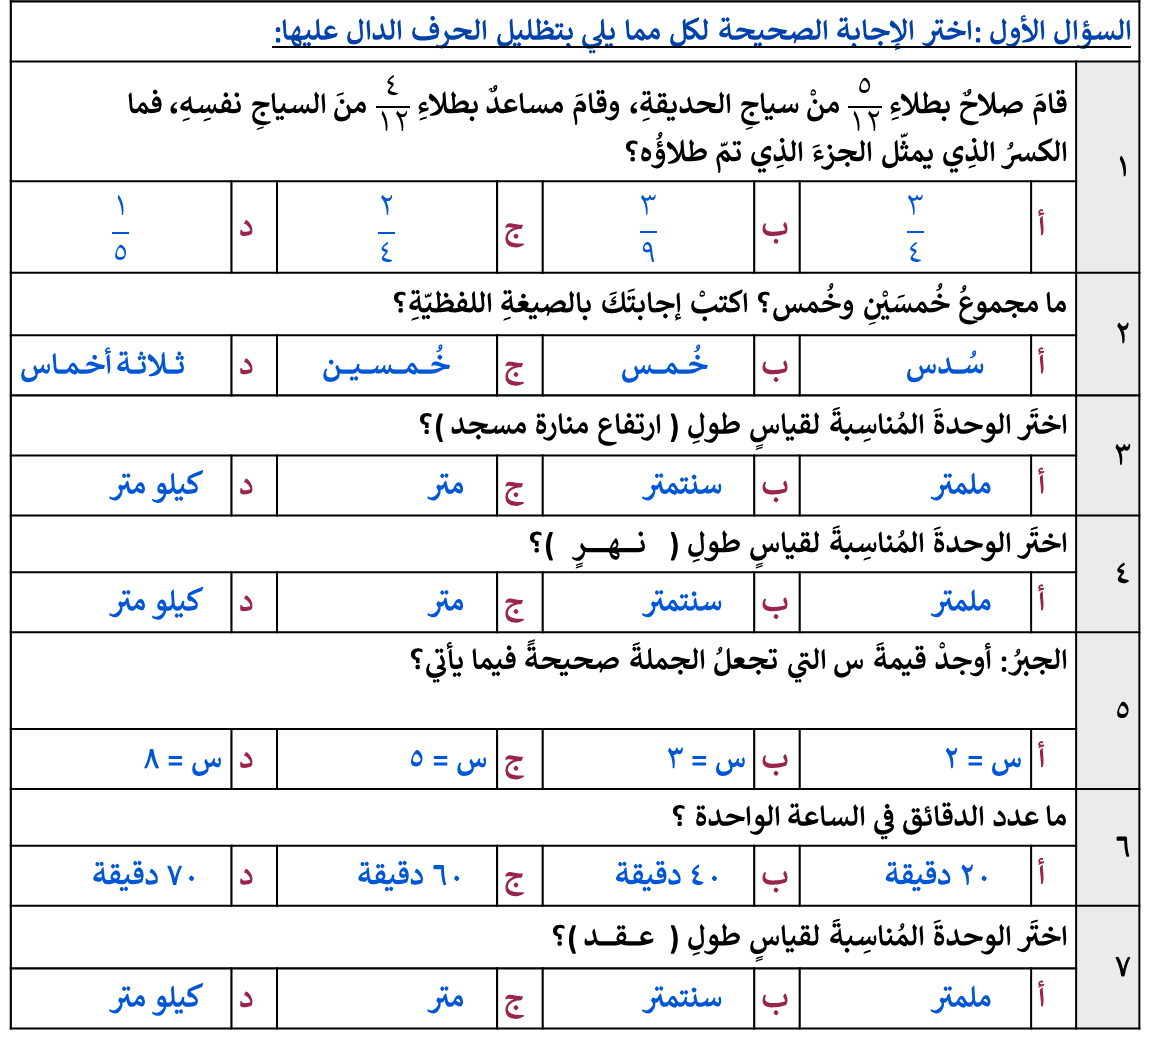 السؤال الأول :اختر الإجابة الصحيحة لكل مما يلي بتظليل الحرف الدال عليها:
١
قامَ صلاحٌ بطلاءِ ٥/١٢ منْ سياجِ الحديقةِ، وقامَ مساعدٌ بطلاءِ ٤/١٢ منَ السياجِ نفسِهِ، فما
الكسرُ الذِي يمثّل الجزءَ الذِي تمّ طلاؤُه؟
أ ٣/٤ ب ٣/٩ ج ٢/٤ د ١/٥
٢
ما مجموعُ خُمسَيْنِ وخُمس؟ اكتبْ إجابتَكَ بالصيغةِ اللفظيّةِ؟
أ سُـدس ب خُـمـس ج خُـمـسـيـن د ثـلاثـة أخمـاس
٣
اختَر الوحدةَ المُناسِبةَ لقياسٍ طولِ ( ارتفاع منارة مسجد )؟
أ ملمتر ب سنتمتر ج متر د كيلو متر
٤
اختَر الوحدةَ المُناسِبةَ لقياسٍ طولِ ( نـهـرٍ )؟
أ ملمتر ب سنتمتر ج متر د كيلو متر
٥
الجبرُ: أوجدْ قيمةَ س التي تجعلُ الجملةَ صحيحةً فيما يأتي؟
أ س = ٢ ب س = ٣ ج س = ٥ د س = ٨
٦
ما عدد الدقائق في الساعة الواحدة ؟
أ ٢٠ دقيقة ب ٤٠ دقيقة ج ٦٠ دقيقة د ٧٠ دقيقة
٧
اختَر الوحدةَ المُناسِبةَ لقياسٍ طولِ ( عـقـد )؟
أ ملمتر ب سنتمتر ج متر د كيلو متر